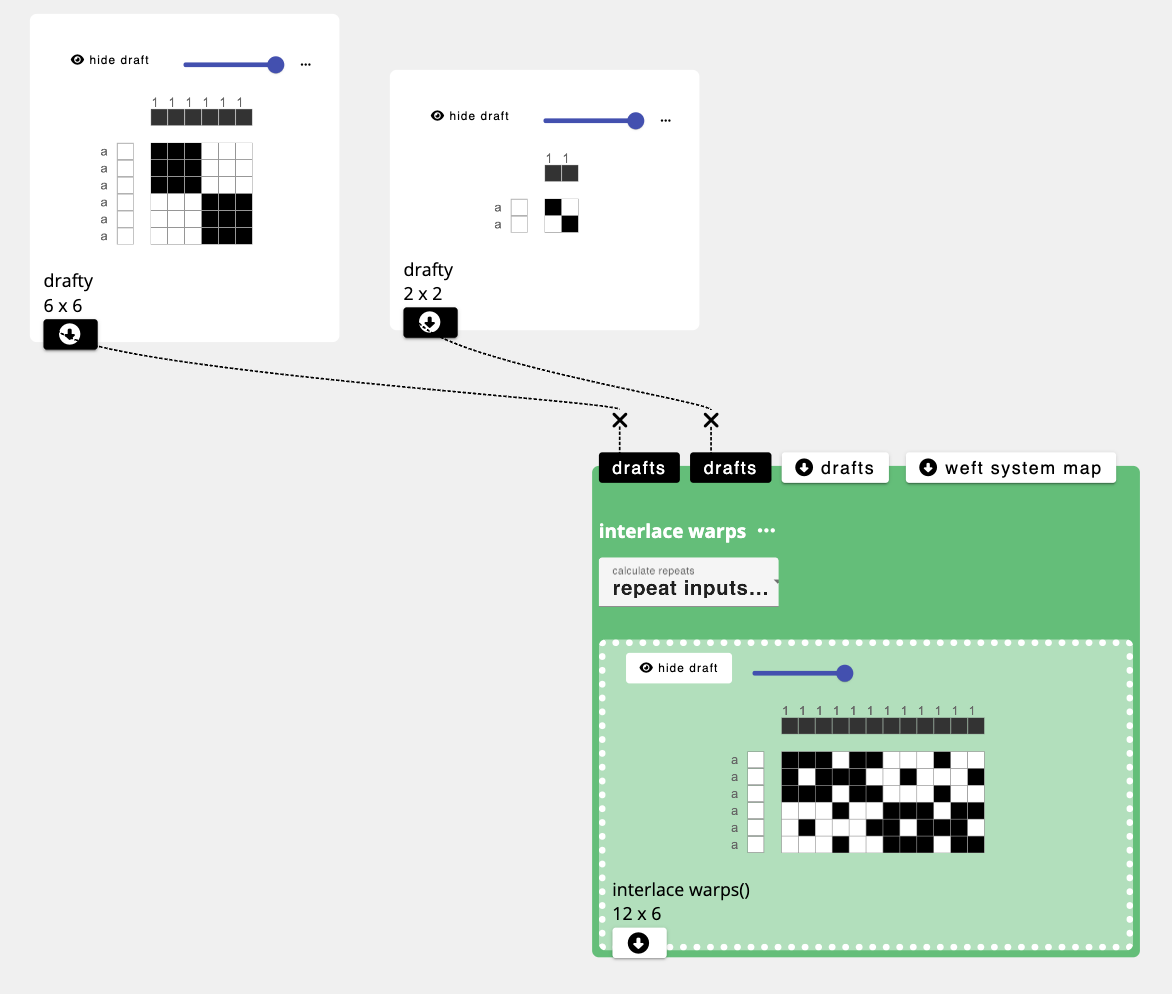 hide draft
...
1 1 1 1 1 1
a
a
a
a
a
a
drafty
6 x 6
hide draft
...
1 1
a
a
drafty
2 x 2
drafts
drafts
drafts
weft system map
interlace warps ...
calculate repeats
repeat inputs...
hide draft
1 1 1 1 1 1 1 1 1 1 1 1
a
a
a
a
a
a
interlace warps()
12 x 6